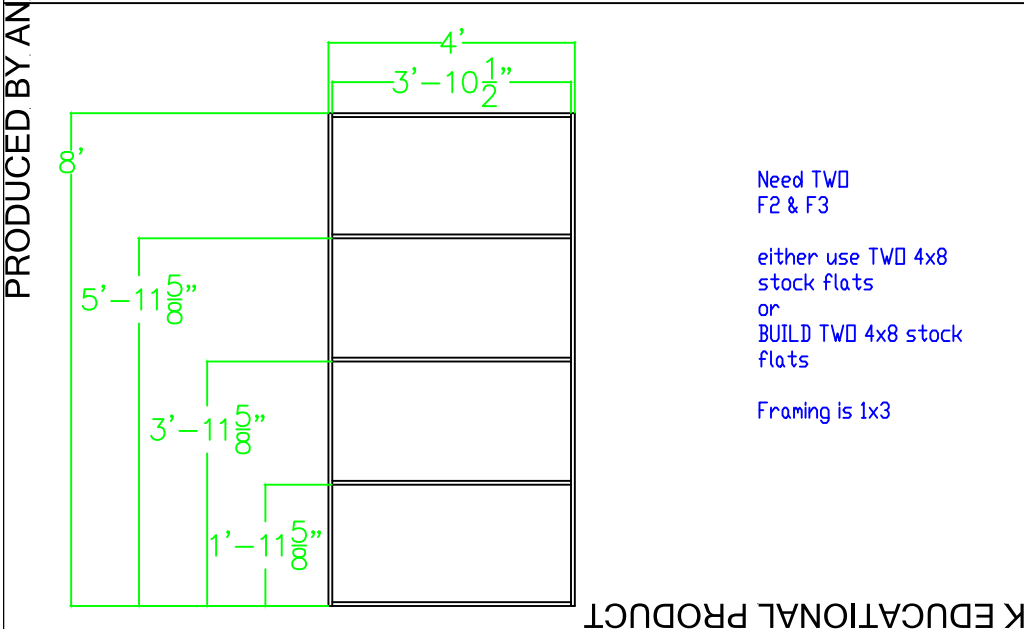 PRODUCED BY AN
4'
3'-10 1/2"
8'
5'-11 5/8"
3'-11 5/8"
1'-11 5/8"
Need TWO
F2 & F3
either use TWO 4x8
stock flats
or
BUILD TWO 4x8 stock
flats
Framing is 1x3
K EDUCATIONAL PRODUCT